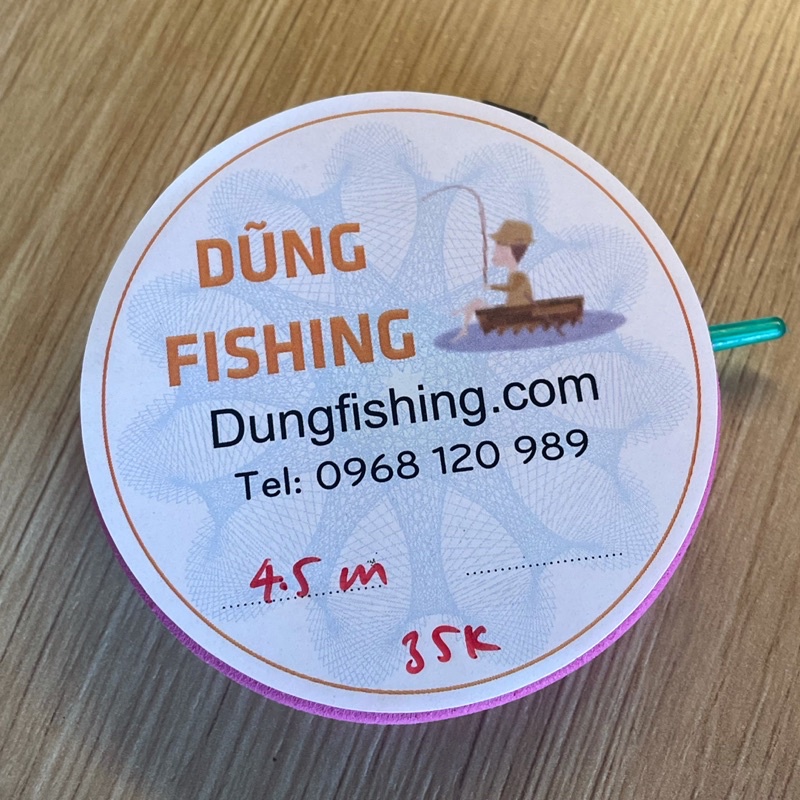 DŨNG
FISHING
Dungfishing.com
Tel: 0968 120 989
4.5 m
35K